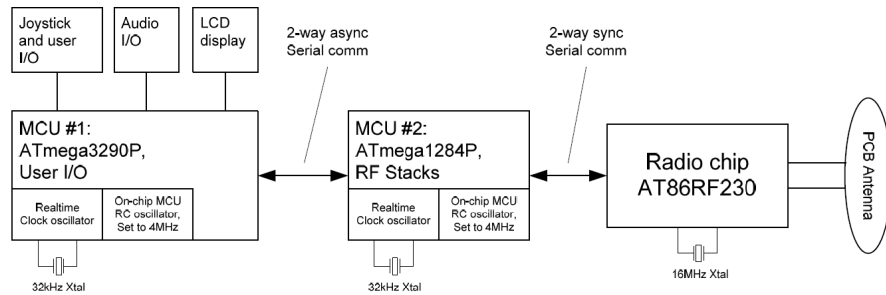 Joystick
and user
I/O
Audio
I/O
LCD
display
2-way async
Serial comm
2-way sync
Serial comm
MCU #1:
ATmega3290P,
User I/O
Realtime
Clock oscillator
On-chip MCU
RC oscillator,
Set to 4MHz
32kHz Xtal
MCU #2:
ATmega1284P,
RF Stacks
Realtime
Clock oscillator
On-chip MCU
RC oscillator,
Set to 4MHz
32kHz Xtal
Radio chip
AT86RF230
16MHz Xtal
PCB Antenna